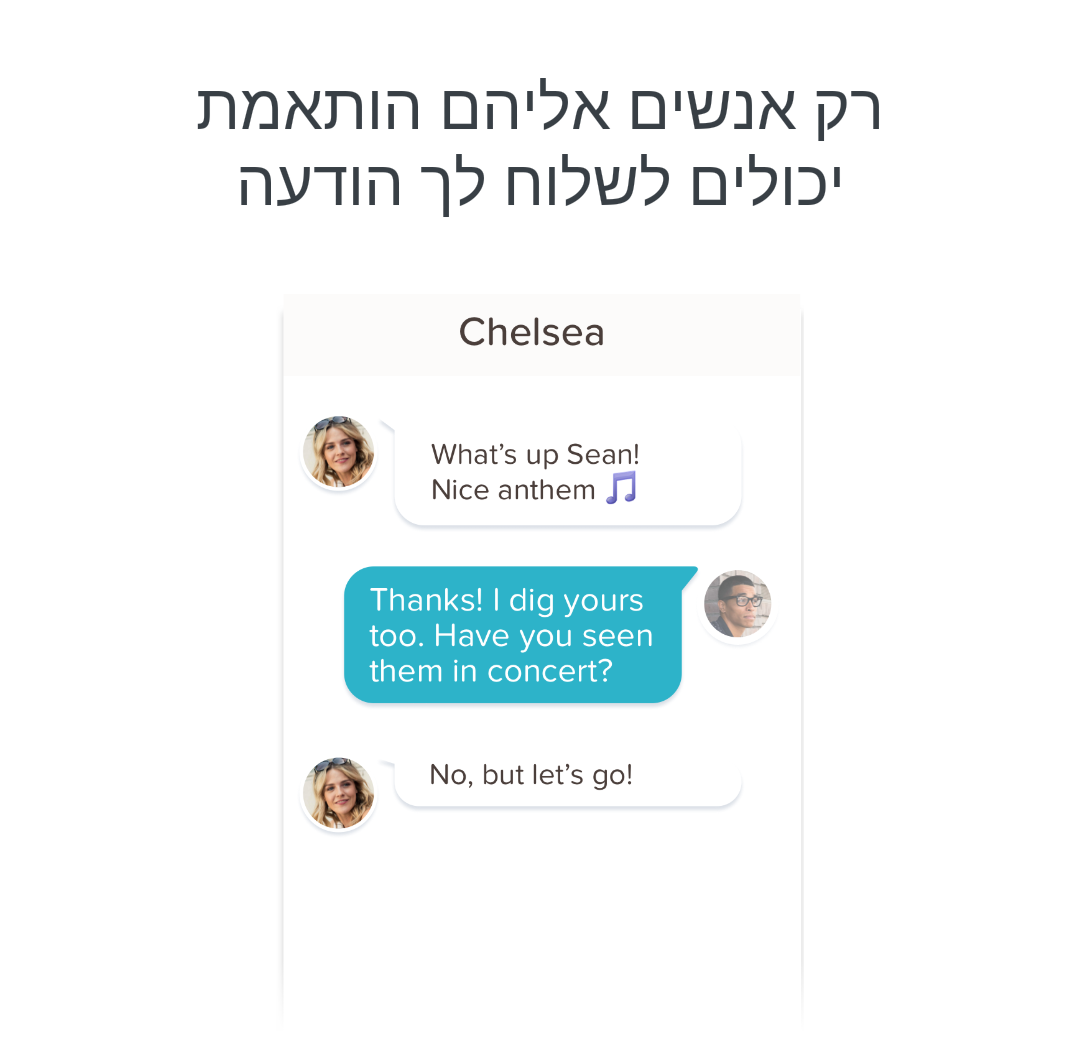 רק אנשים אליהם הותאמת
יכולים לשלוח לך הודעה
Chelsea
What’s up Sean!
Nice anthem 🎵
Thanks! I dig yours
too. Have you seen
them in concert?
No, but let’s go!